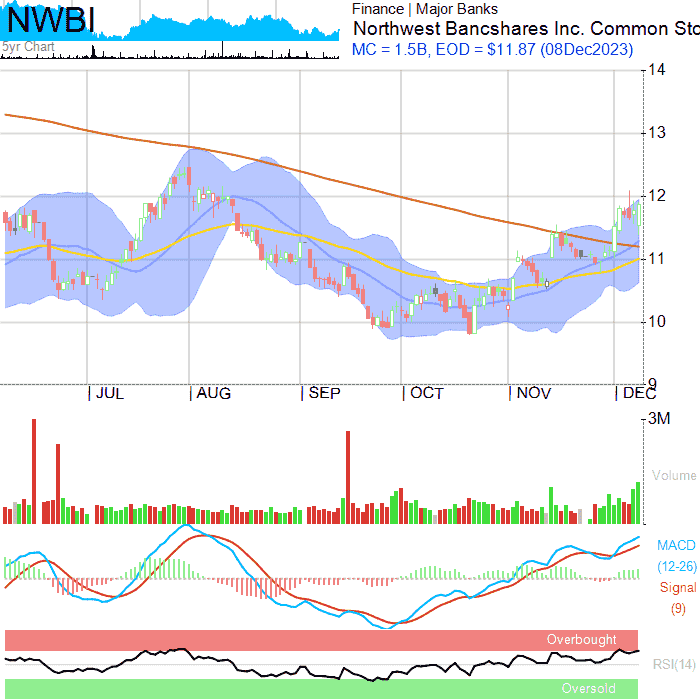 NWBI
5yr Chart
Finance | Major Banks
Northwest Bancshares Inc. Common Sto
MC = 1.5B, EOD = $11.87 (08Dec2023)
14
13
12
11
10
9
JUL AUG SEP OCT NOV DEC
3M
Volume
MACD
(12-26)
Signal
(9)
Overbought
RSI(14)
Oversold